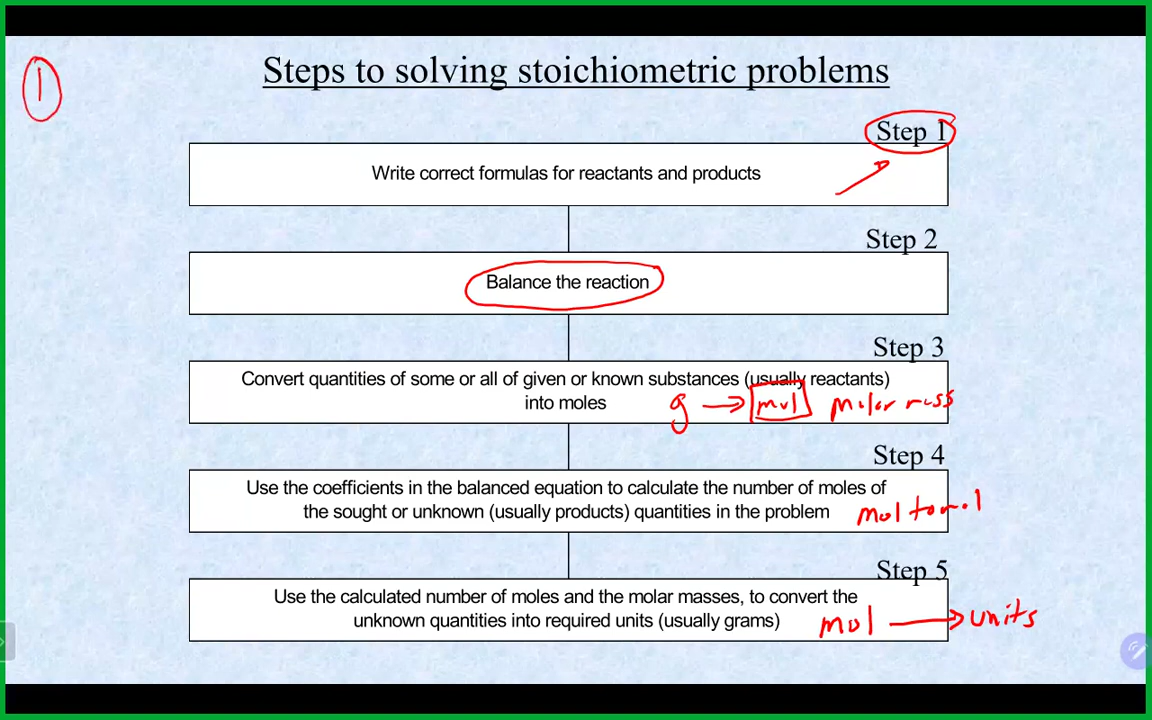 1
Steps to solving stoichiometric problems
Step 1
Write correct formulas for reactants and products
Step 2
Balance the reaction
Step 3
Convert quantities of some or all of given or known substances (usually reactants)
into moles
g → mol molar mass
Step 4
Use the coefficients in the balanced equation to calculate the number of moles of
the sought or unknown (usually products) quantities in the problem
mol to mol
Step 5
Use the calculated number of moles and the molar masses, to convert the
unknown quantities into required units (usually grams)
mol → units